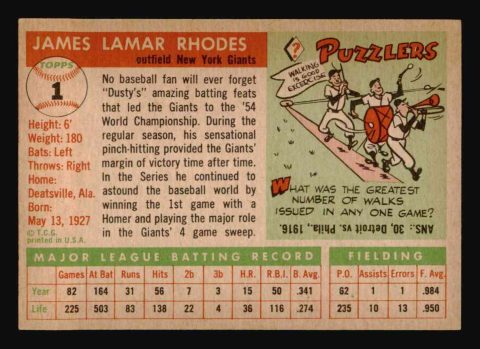 JAMES LAMAR RHODES
outfield New York Giants
TOPPS
1
Height: 6'
Weight: 180
Bats: Left
Throws: Right
Home:
Deatsville, Ala.
Born:
May 13, 1927
© T.C.G.
printed in U.S.A.
No baseball fan will ever forget
"Dusty's" amazing batting feats
that led the Giants to the '54
World Championship. During the
regular season, his sensational
pinch-hitting provided the Giants'
margin of victory time after time.
In the Series he continued to
astound the baseball world by
winning the 1st game with a
Homer and playing the major role
in the Giants' 4 game sweep.
? PUZZLERS
WALKING
IS GOOD
EXCERCISE
WHAT WAS THE GREATEST
NUMBER OF WALKS
ISSUED IN ANY ONE GAME?
ANS.: 30, Detroit vs. Phila., 1916.
MAJOR LEAGUE BATTING RECORD FIELDING
Games At Bat Runs Hits 2b 3b H.R. R.B.I. B. Avg. P.O. Assists Errors F. Avg.
Year 82 164 31 56 7 3 15 50 .341 62 1 1 .984
Life 225 503 83 138 22 4 36 116 .274 235 10 13 .950